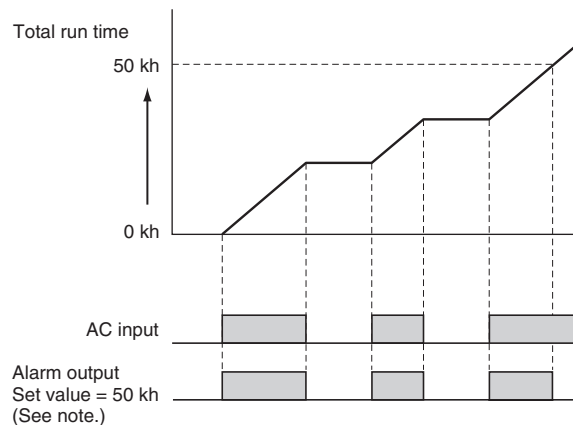 Total run time
50 kh
0 kh
AC input
Alarm output
Set value = 50 kh
(See note.)